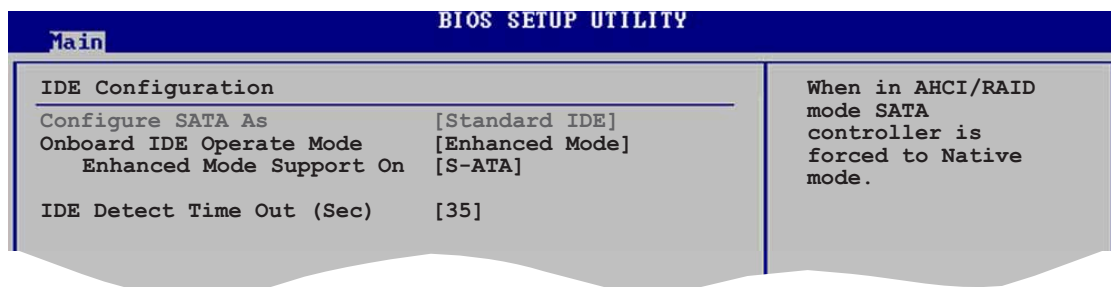 BIOS SETUP UTILITY
Main
IDE Configuration
Configure SATA As [Standard IDE]
Onboard IDE Operate Mode [Enhanced Mode]
Enhanced Mode Support On [S-ATA]
IDE Detect Time Out (Sec) [35]
When in AHCI/RAID
mode SATA
controller is
forced to Native
mode.